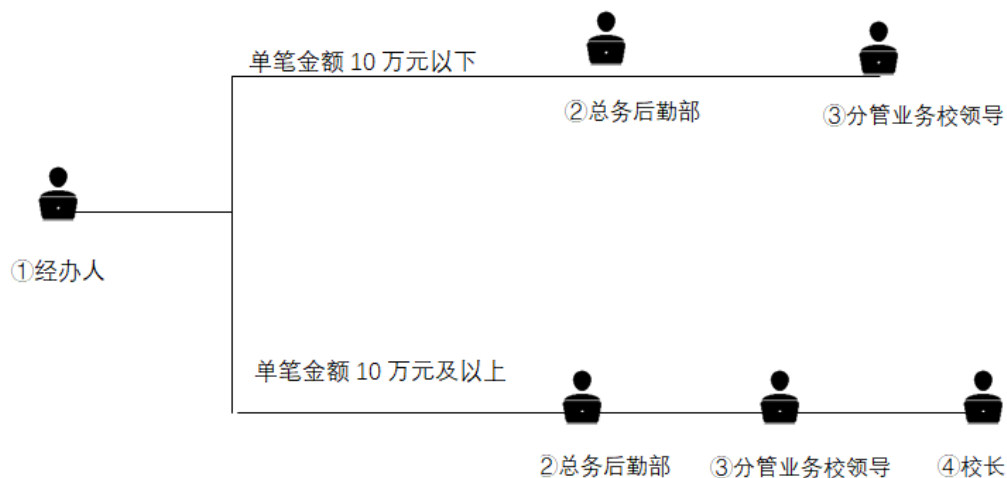 单笔金额 10 万元以下
②总务后勤部
③分管业务校领导
①经办人
单笔金额 10 万元及以上
②总务后勤部
③分管业务校领导
④校长